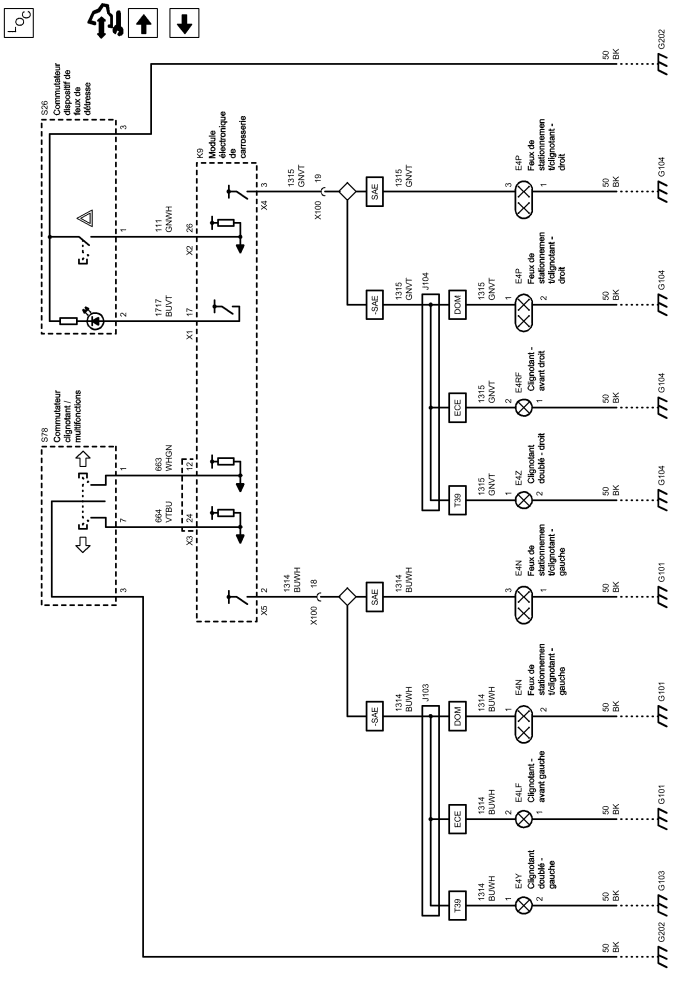 LOC
S26
Commutateur
dispositif de
feux de
détresse
3
1
2
111
GNWH
1717
BUVT
26
X2
17
X1
K9
Module
électronique
de
carrosserie
3
X4
1315
GNVT
19
X100
SAE
1315
GNVT
3
E4P
Feux de
stationnemen
t/clignotant -
droit
1
50
BK
G104
50
BK
G202
-SAE
1315
GNVT
J104
DOM
1315
GNVT
1
E4P
Feux de
stationnemen
t/clignotant -
droit
2
50
BK
G104
ECE
1315
GNVT
2
E4RF
Clignotant -
avant droit
1
50
BK
G104
T39
1315
GNVT
1
E4Z
Clignotant
doublé - droit
2
50
BK
G104
S78
Commutateur
clignotant /
multifonctions
1
7
3
663
WHGN
664
VTBU
12
24
X3
2
X5
1314
BUWH
18
X100
SAE
1314
BUWH
3
E4N
Feux de
stationnemen
t/clignotant -
gauche
1
50
BK
G101
-SAE
1314
BUWH
J103
DOM
1314
BUWH
1
E4N
Feux de
stationnemen
t/clignotant -
gauche
2
50
BK
G101
ECE
1314
BUWH
2
E4LF
Clignotant -
avant gauche
1
50
BK
G101
T39
1314
BUWH
1
E4Y
Clignotant
doublé -
gauche
2
50
BK
G103
50
BK
G202